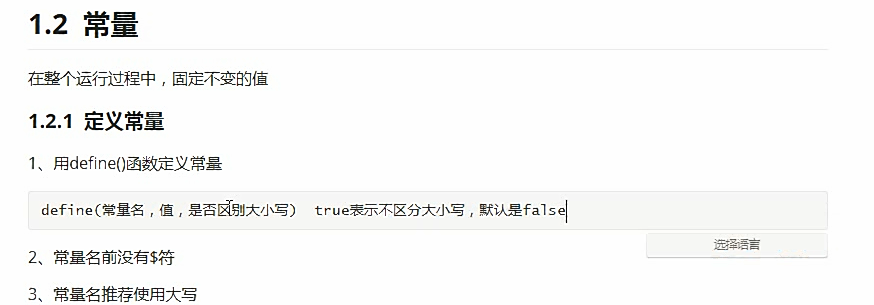 1.2 常量
在整个运行过程中，固定不变的值
1.2.1 定义常量
1、用define()函数定义常量
define(常量名，值，是否区别大小写) true表示不区分大小写，默认是false
选择语言
2、常量名前没有$符
3、常量名推荐使用大写